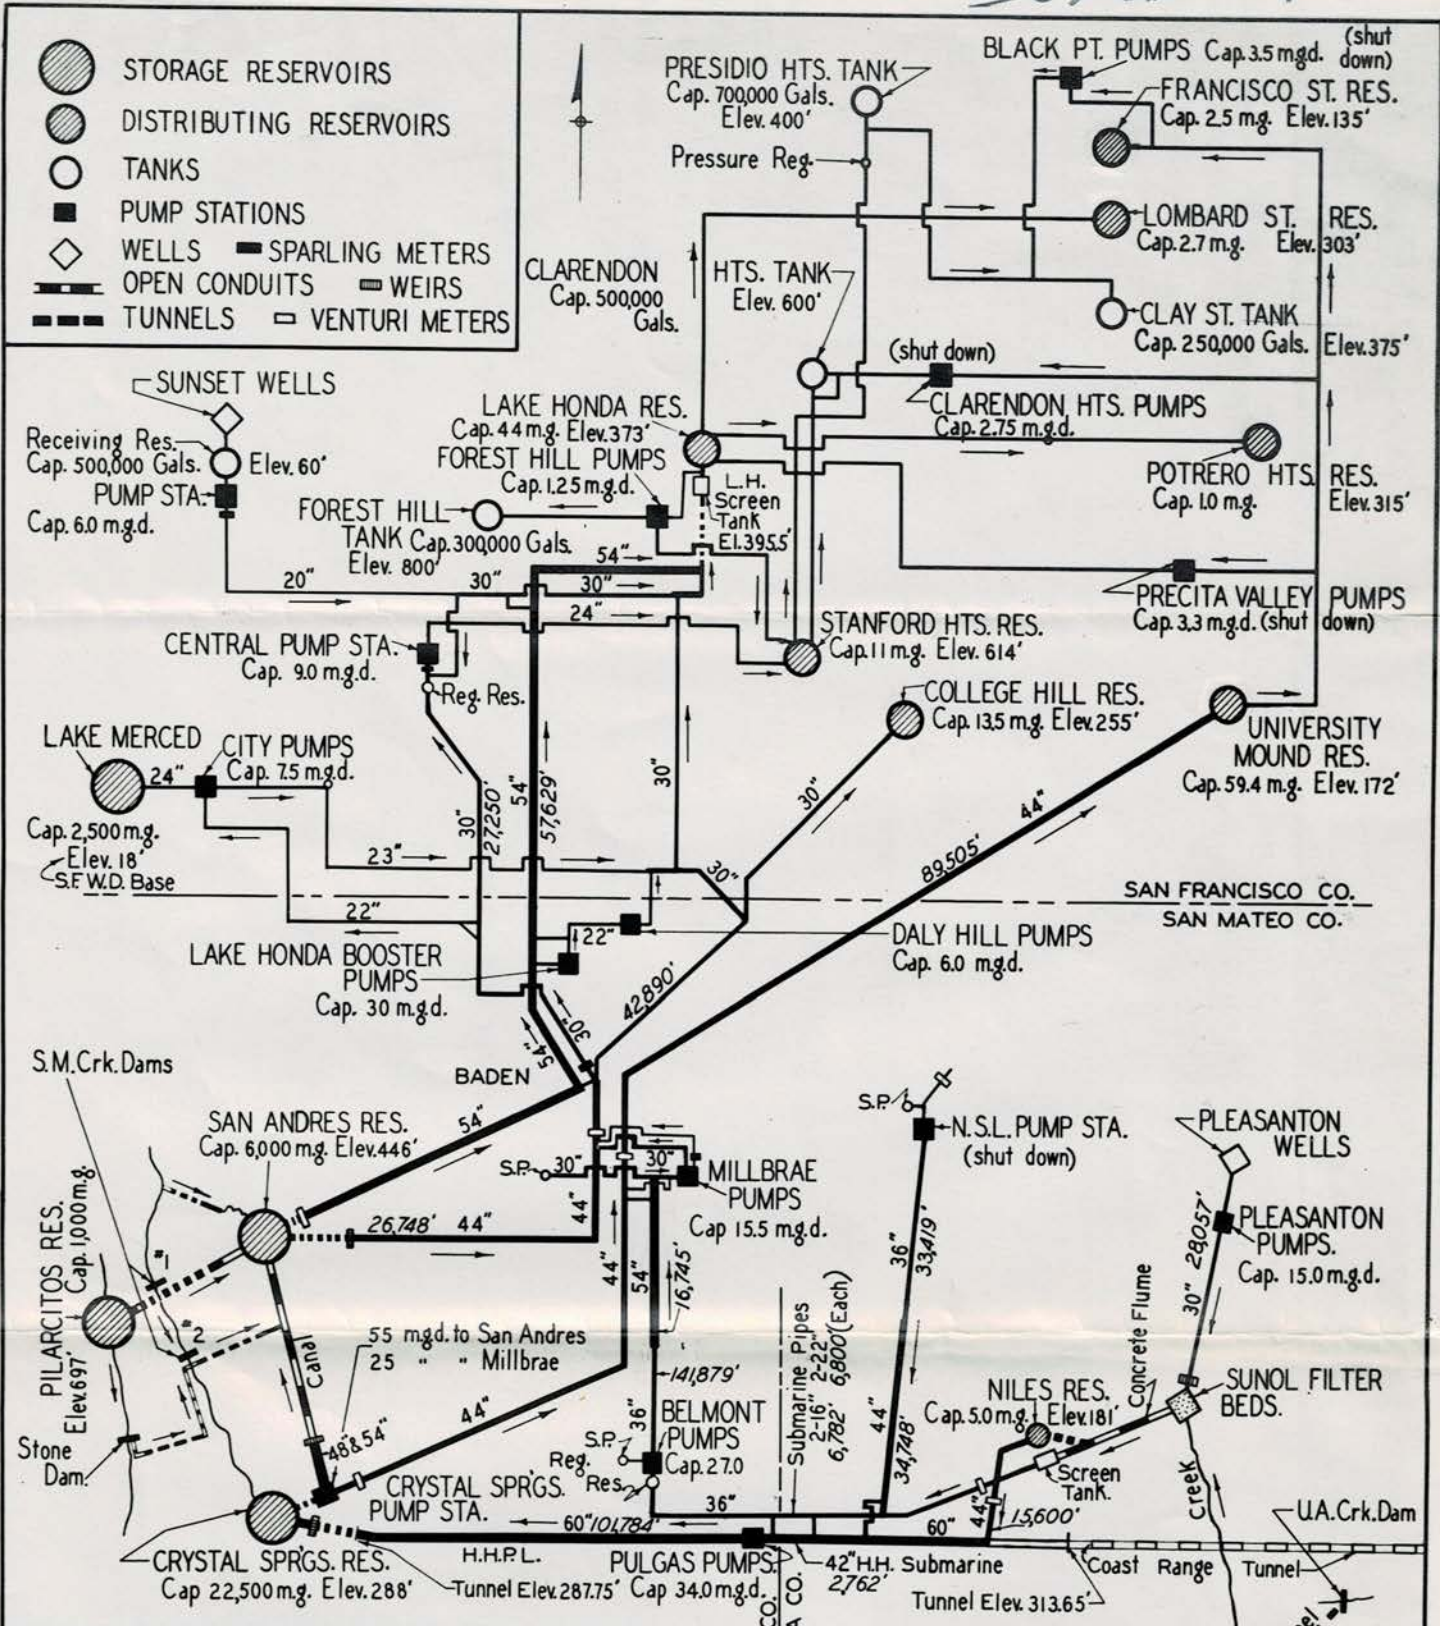 STORAGE RESERVOIRS
DISTRIBUTING RESERVOIRS
TANKS
PUMP STATIONS
WELLS SPARLING METERS
OPEN CONDUITS WEIRS
TUNNELS VENTURI METERS
PRESIDIO HTS. TANK
Cap. 700,000 Gals.
Elev. 400'
Pressure Reg.
BLACK PT. PUMPS Cap. 3.5 m.g.d. (shut down)
FRANCISCO ST. RES.
Cap. 2.5 m.g. Elev. 135'
LOMBARD ST. RES.
Cap. 2.7 m.g. Elev. 303'
CLARENDON HTS. TANK
Cap. 500,000 Gals. Elev. 600'
CLAY ST. TANK
Cap. 250,000 Gals. Elev. 375'
(shut down)
CLARENDON HTS. PUMPS
Cap. 2.75 m.g.d.
SUNSET WELLS
Receiving Res.
Cap. 500,000 Gals. Elev. 60'
PUMP STA.
Cap. 6.0 m.g.d.
LAKE HONDA RES.
Cap. 44 m.g. Elev. 373'
FOREST HILL PUMPS
Cap. 1.25 m.g.d.
L.H.
Screen
Tank
El. 395.5'
FOREST HILL
TANK Cap. 300,000 Gals.
Elev. 800'
POTRERO HTS. RES.
Cap. 1.0 m.g. Elev. 315'
54"
20"
30"
30"
24"
PRECITA VALLEY PUMPS
Cap. 3.3 m.g.d. (shut down)
CENTRAL PUMP STA.
Cap. 9.0 m.g.d.
Reg. Res.
STANFORD HTS. RES.
Cap. 11 m.g. Elev. 614'
COLLEGE HILL RES.
Cap. 13.5 m.g. Elev. 255'
UNIVERSITY
MOUND RES.
Cap. 59.4 m.g. Elev. 172'
LAKE MERCED
24"
CITY PUMPS
Cap. 7.5 m.g.d.
Cap. 2,500 m.g.
Elev. 18'
S.F.W.D. Base
30"
27,250'
54"
57,629'
30"
30"
44"
89,505'
23"
30"
SAN FRANCISCO CO.
SAN MATEO CO.
22"
22"
DALY HILL PUMPS
Cap. 6.0 m.g.d.
LAKE HONDA BOOSTER
PUMPS
Cap. 30 m.g.d.
42,890'
30"
54"
BADEN
S.M. Crk. Dams
SAN ANDRES RES.
Cap. 6,000 m.g. Elev. 446'
54"
S.P.
30"
30"
MILLBRAE
PUMPS
Cap 15.5 m.g.d.
S.P.
N.S.L. PUMP STA.
(shut down)
PLEASANTON
WELLS
PLEASANTON
PUMPS.
Cap. 15.0 m.g.d.
30" 28,057'
26,748' 44"
44"
44"
54"
16,745'
36"
33,419'
PILARCITOS RES.
Cap. 1,000 m.g.
Elev. 697'
#1
#2
Canal
55 m.g.d. to San Andres
25 " " Millbrae
141,879'
Submarine Pipes
2-16" 2-22"
6,782' 6,800' (Each)
44"
34,748'
Concrete Flume
SUNOL FILTER
BEDS.
NILES RES.
Cap. 5.0 m.g. Elev. 181'
Stone
Dam.
48" & 54"
44"
36"
BELMONT
PUMPS
Cap. 27.0
S.P.
Reg.
Res.
Screen
Tank.
Creek
CRYSTAL SPRGS.
PUMP STA.
36"
60" 101,784'
60"
44"
15,600'
U.A. Crk. Dam
CRYSTAL SPRGS. RES.
Cap 22,500 m.g. Elev. 288'
H.H.P.L.
Tunnel Elev. 287.75'
PULGAS PUMPS.
Cap 34.0 m.g.d.
42" H.H. Submarine
2,762'
Coast Range Tunnel
Tunnel Elev. 313.65'
CO.
A CO.